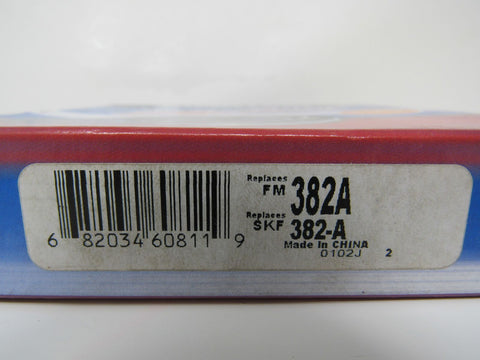 Replaces
FM 382A
Replaces
SKF 382-A
Made In CHINA
0102J 2
6 82034 60811 9